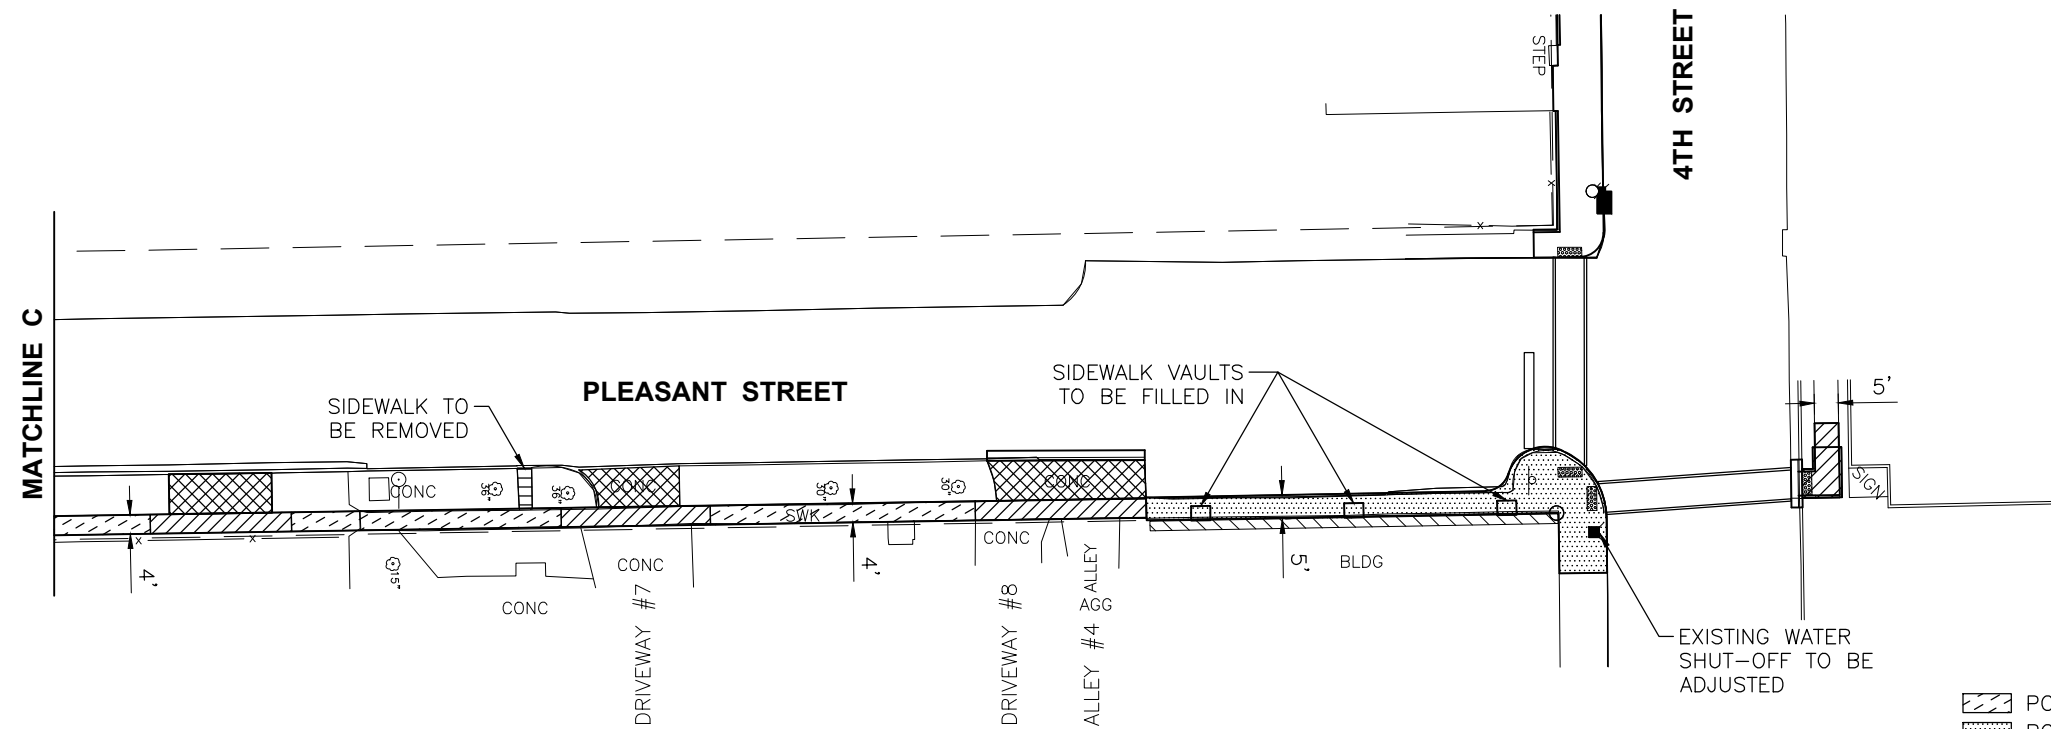 STEP
4TH STREET
MATCHLINE C
PLEASANT STREET
SIDEWALK TO
BE REMOVED
SIDEWALK VAULTS
TO BE FILLED IN
5'
SIGN
CONC
36"
36"
CONC
30"
30"
CONC
SWK
4'
15"
CONC
CONC
DRIVEWAY #7
4'
CONC
DRIVEWAY #8
ALLEY
AGG
ALLEY #4
5'
BLDG
EXISTING WATER
SHUT-OFF TO BE
ADJUSTED